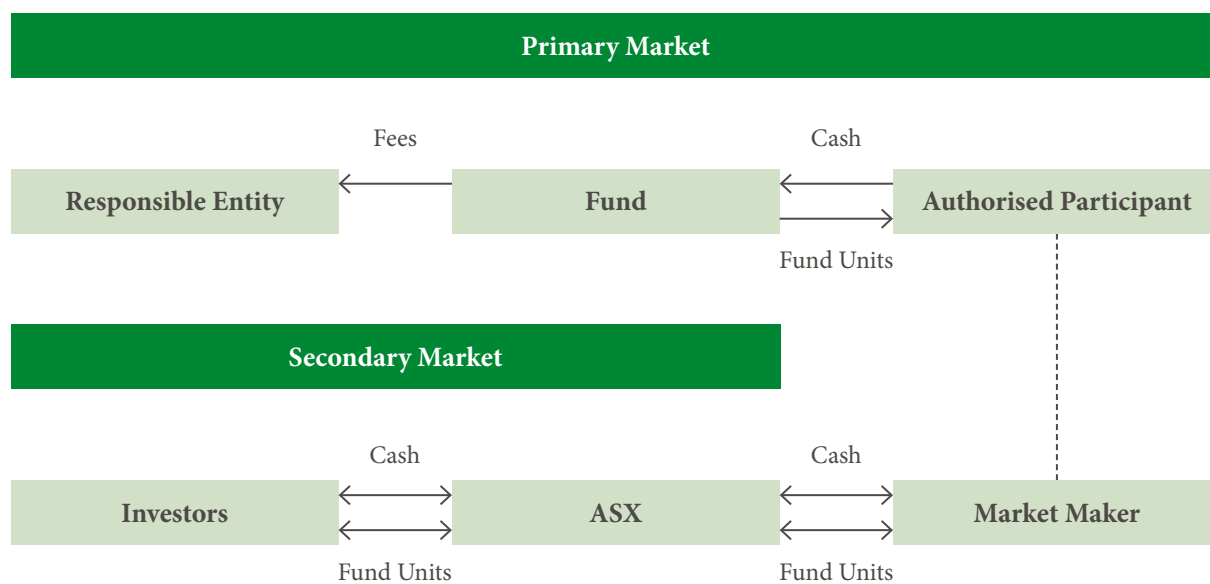 Primary Market
Fees
Cash
Responsible Entity
Fund
Authorised Participant
Fund Units
Secondary Market
Cash
Cash
Investors
ASX
Market Maker
Fund Units
Fund Units